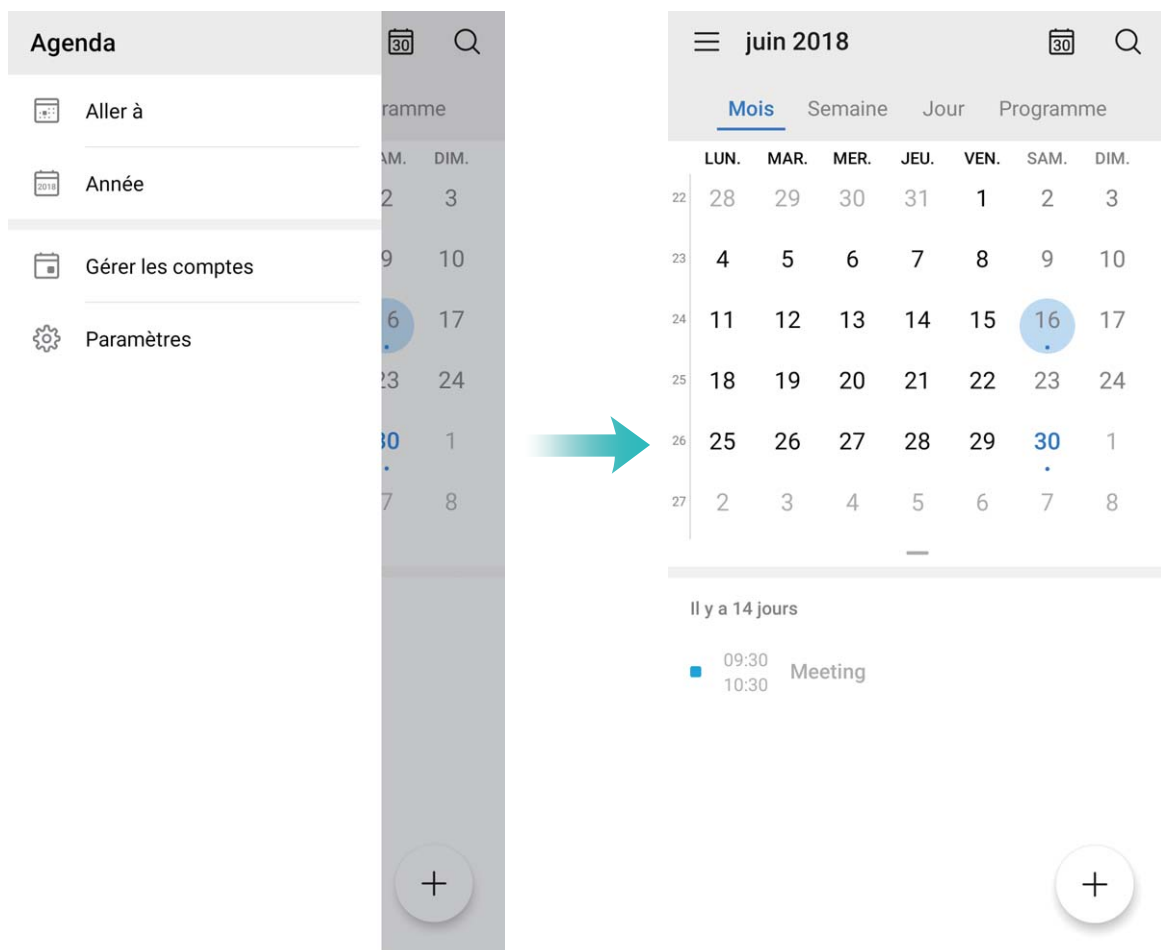 Agenda
30
Aller à
2018
Année
Gérer les comptes
Paramètres
ramme
AM. DIM.
2 3
9 10
6 17
23 24
30 1
7 8
juin 2018
30
Mois Semaine Jour Programme
LUN. MAR. MER. JEU. VEN. SAM. DIM.
22 28 29 30 31 1 2 3
23 4 5 6 7 8 9 10
24 11 12 13 14 15 16 17
25 18 19 20 21 22 23 24
26 25 26 27 28 29 30 1
27 2 3 4 5 6 7 8
Il y a 14 jours
09:30
10:30
Meeting